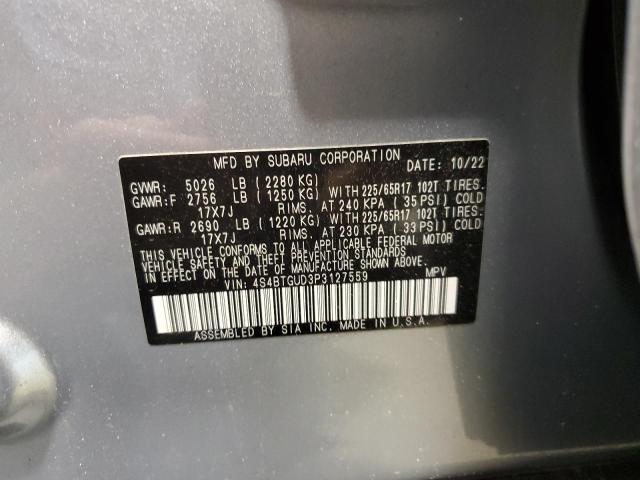 MFD BY SUBARU CORPORATION DATE: 10/22
GVWR: 5026 LB (2280 KG)
GAWR:F 2756 LB (1250 KG) WITH 225/65R17 102T TIRES.
17X7J RIMS. AT 240 KPA (35 PSI) COLD
GAWR:R 2690 LB (1220 KG) WITH 225/65R17 102T TIRES.
17X7J RIMS. AT 230 KPA (33 PSI) COLD
THIS VEHICLE CONFORMS TO ALL APPLICABLE FEDERAL MOTOR
VEHICLE SAFETY AND THEFT PREVENTION STANDARDS IN EFFECT
ON THE DATE OF MANUFACTURE SHOWN ABOVE.
VIN: 4S4BTGUD3P3127559 MPV
ASSEMBLED BY SIA INC. MADE IN U.S.A.